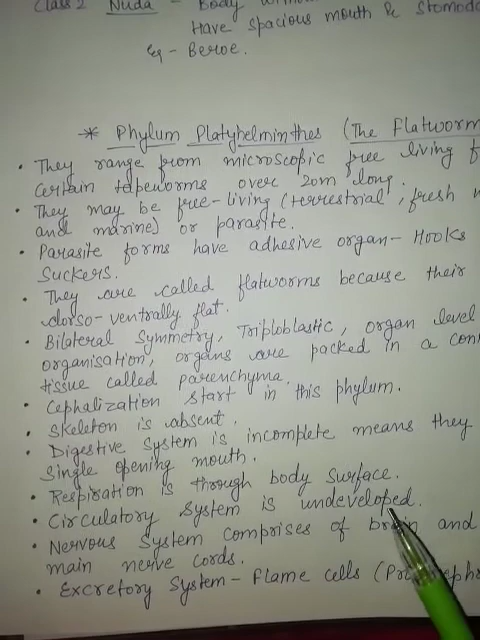 Class 2 Nuda - Body
Have spacious mouth &
Eg - Beroe.
* Phylum Platyhelminthes (The Flatworm
• They range from microscopic free living
Certain tapeworms over 20m long.
• They may be free-living (terrestrial, fresh
and marine) or parasite.
• Parasite forms have adhesive organ - Hooks
Suckers.
• They are called flatworms because their
dorso-ventrally flat.
• Bilateral Symmetry, Triploblastic, organ level
organisation, organs are packed in a
tissue called parenchyma.
• Cephalization start in this phylum.
• Skeleton is absent.
• Digestive System is incomplete means they
Single opening mouth.
• Respiration is through body surface.
• Circulatory System is undeveloped.
• Nervous System comprises of brain and
main nerve cords.
• Excretory System - Flame cells